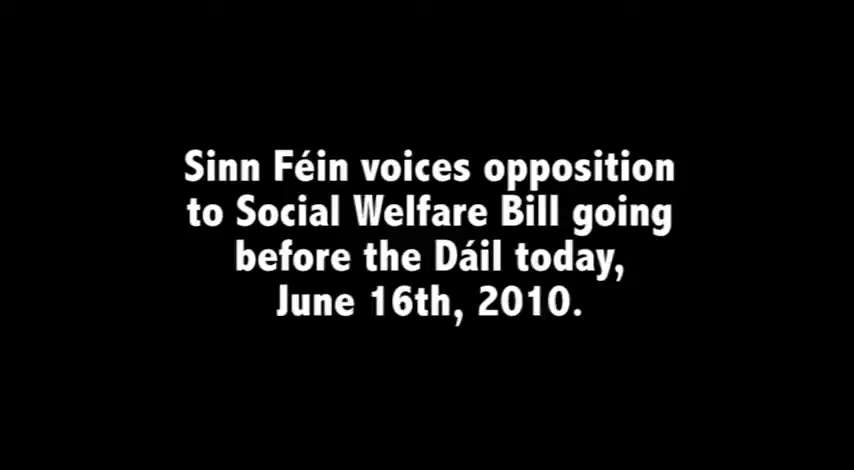 Sinn Féin voices opposition
to Social Welfare Bill going
before the Dáil today,
June 16th, 2010.